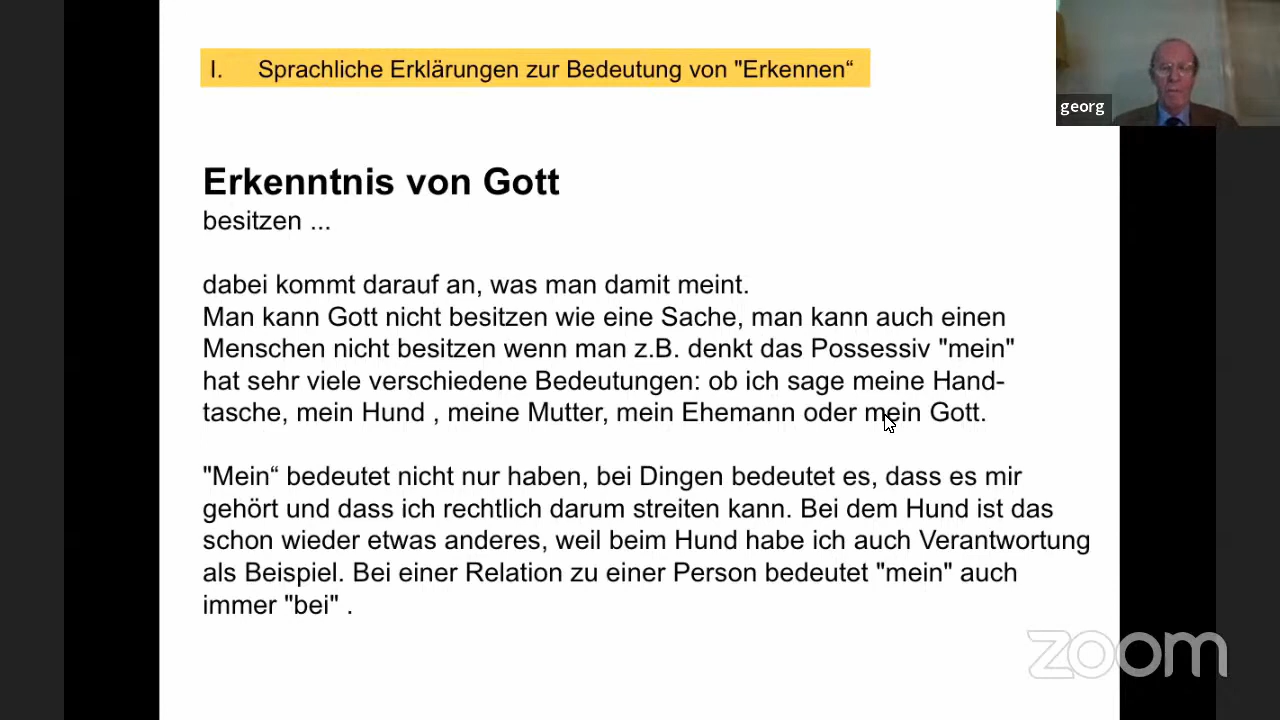 I. Sprachliche Erklärungen zur Bedeutung von "Erkennen“
georg
Erkenntnis von Gott
besitzen ...
dabei kommt darauf an, was man damit meint.
Man kann Gott nicht besitzen wie eine Sache, man kann auch einen
Menschen nicht besitzen wenn man z.B. denkt das Possessiv "mein"
hat sehr viele verschiedene Bedeutungen: ob ich sage meine Hand-
tasche, mein Hund , meine Mutter, mein Ehemann oder mein Gott.
"Mein“ bedeutet nicht nur haben, bei Dingen bedeutet es, dass es mir
gehört und dass ich rechtlich darum streiten kann. Bei dem Hund ist das
schon wieder etwas anderes, weil beim Hund habe ich auch Verantwortung
als Beispiel. Bei einer Relation zu einer Person bedeutet "mein" auch
immer "bei" .
zoom